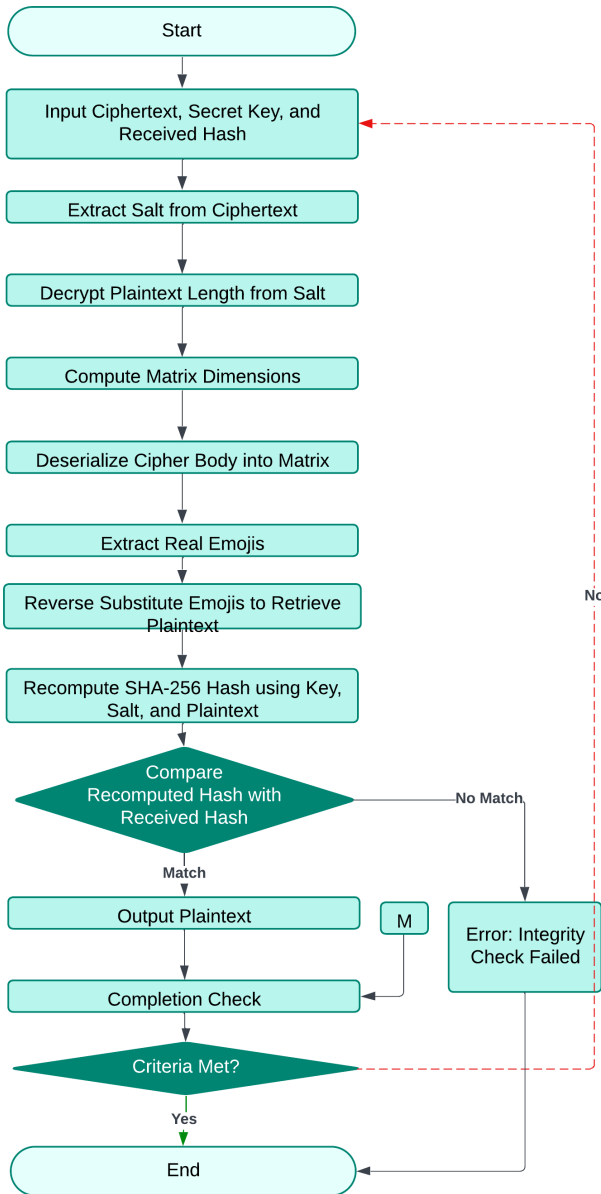 Start
Input Ciphertext, Secret Key, and
Received Hash
Extract Salt from Ciphertext
Decrypt Plaintext Length from Salt
Compute Matrix Dimensions
Deserialize Cipher Body into Matrix
Extract Real Emojis
Reverse Substitute Emojis to Retrieve
Plaintext
No
Recompute SHA-256 Hash using Key,
Salt, and Plaintext
Compare
Recomputed Hash with
Received Hash
No Match
Match
Output Plaintext
M
Error: Integrity
Check Failed
Completion Check
Criteria Met?
Yes
End